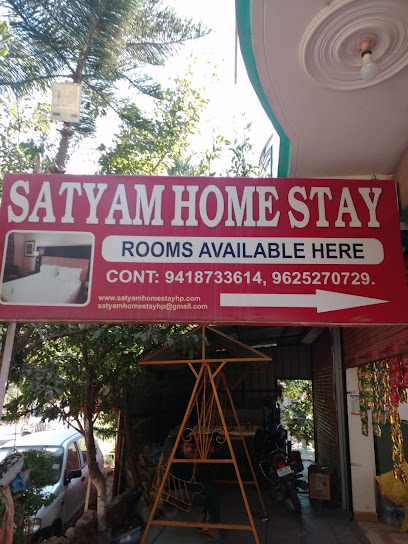 SATYAM HOME STAY
ROOMS AVAILABLE HERE
CONT: 9418733614, 9625270729.
www.satyamhomestayhp.com
satyamhomestayhp@gmail.com